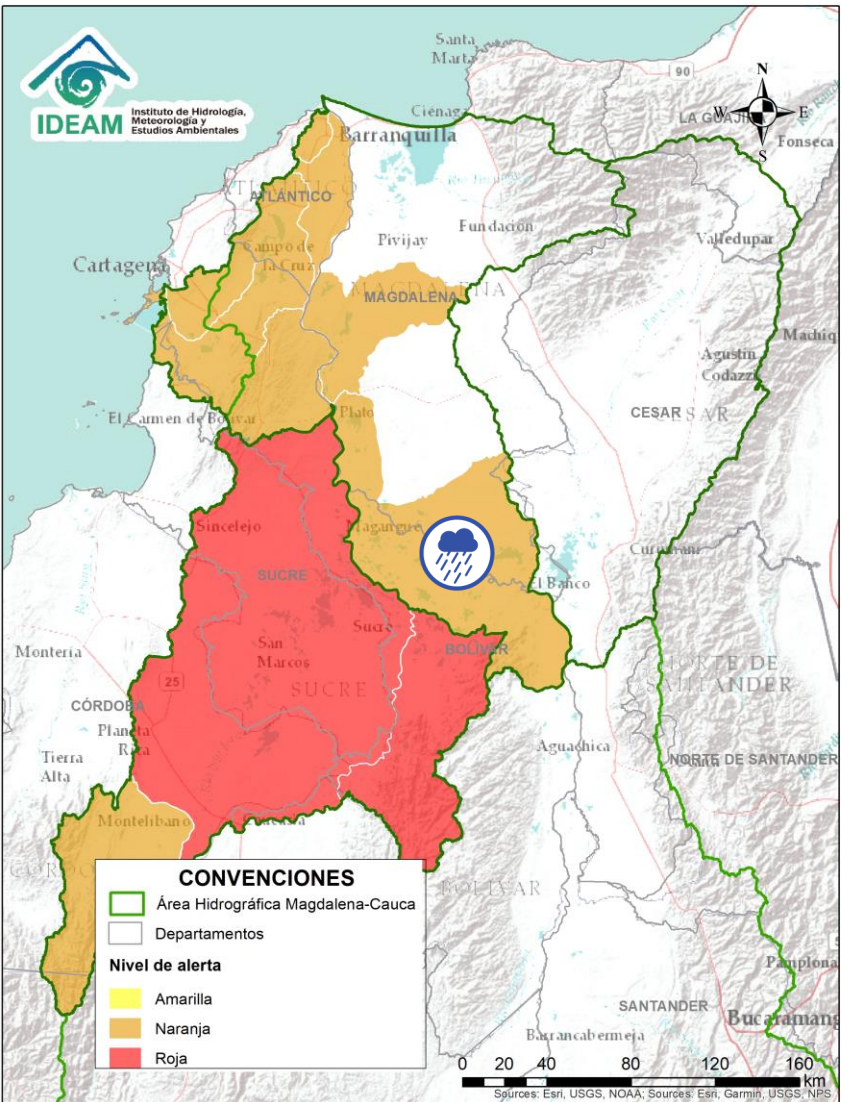 IDEAM
Instituto de Hidrología,
Meteorología y
Estudios Ambientales
Santa
Marta
90
N
W
E
S
LA GUAJIRA
Ciénaga
Barranquilla
Fonseca
ATLÁNTICO
Fundación
Pivijay
Valledupar
Campo de
la Cruz
Cartagena
MAGDALENA
MAGDALENA
Agustín
Codazzi
CESAR
CESAR
El Carmen de Bolívar
Plato
Sincelejo
Magangué
Curumaní
SUCRE
El Banco
Sucre
Montería
San
Marcos
BOLÍVAR
SUCRE
NORTE DE
SANTANDER
25
CÓRDOBA
Planeta
Rica
Aguachica
Tierra
Alta
NORTE DE SANTANDER
Montelíbano
BOLÍVAR
CONVENCIONES
Área Hidrográfica Magdalena-Cauca
Departamentos
Nivel de alerta
Amarilla
Naranja
Roja
Pamplona
SANTANDER
Bucaramang
Barrancabermeja
0 20 40 80 120 160
km
Sources: Esri, USGS, NOAA; Sources: Esri, Garmin, USGS, NPS